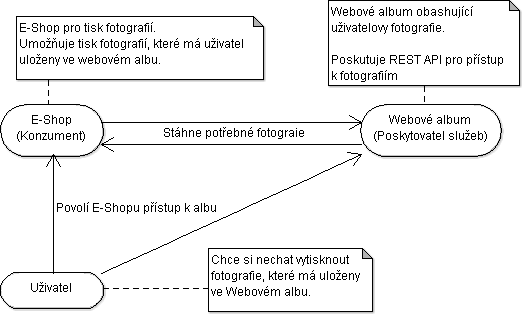 E-Shop pro tisk fotografií.
Umožňuje tisk fotografií, které má uživatel
uloženy ve webovém albu.
Webové album obashující
uživatelovy fotografie.
Poskutuje REST API pro přístup
k fotografiím
E-Shop
(Konzument)
Stáhne potřebné fotograie
Webové album
(Poskytovatel služeb)
Povolí E-Shopu přístup k albu
Chce si nechat vytisknout
fotografie, které má uloženy
ve Webovém albu.
Uživatel